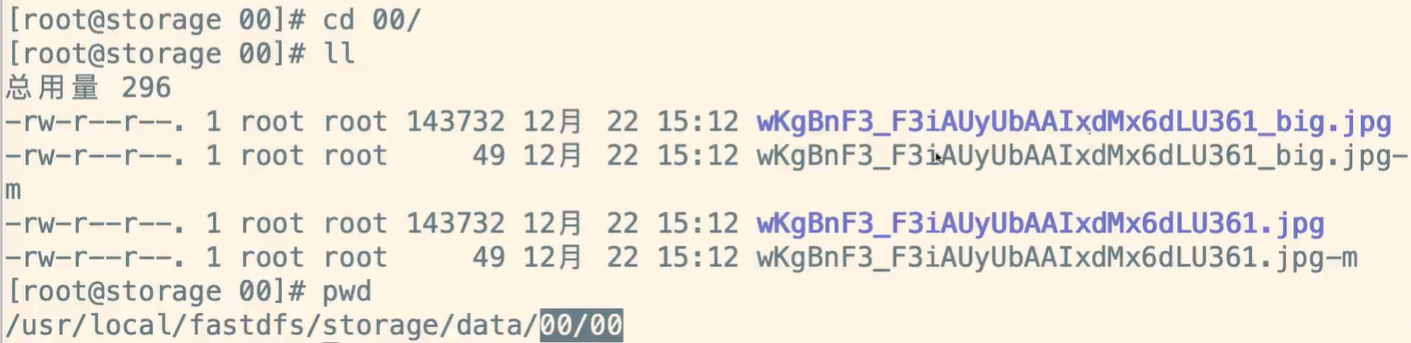 [root@storage 00]# cd 00/
[root@storage 00]# ll
总用量 296
-rw-r--r--. 1 root root 143732 12月 22 15:12 wKgBnF3_F3iAUyUbAAIxdMx6dLU361_big.jpg
-rw-r--r--. 1 root root     49 12月 22 15:12 wKgBnF3_F3iAUyUbAAIxdMx6dLU361_big.jpg-
m
-rw-r--r--. 1 root root 143732 12月 22 15:12 wKgBnF3_F3iAUyUbAAIxdMx6dLU361.jpg
-rw-r--r--. 1 root root     49 12月 22 15:12 wKgBnF3_F3iAUyUbAAIxdMx6dLU361.jpg-m
[root@storage 00]# pwd
/usr/local/fastdfs/storage/data/00/00